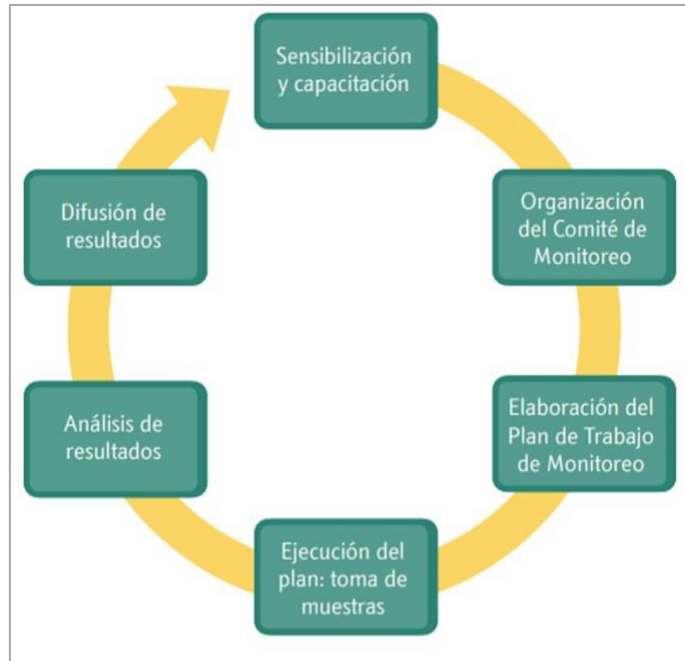 Sensibilización
y capacitación
Organización
del Comité de
Monitoreo
Elaboración del
Plan de Trabajo
de Monitoreo
Ejecución del
plan: toma de
muestras
Análisis de
resultados
Difusión de
resultados